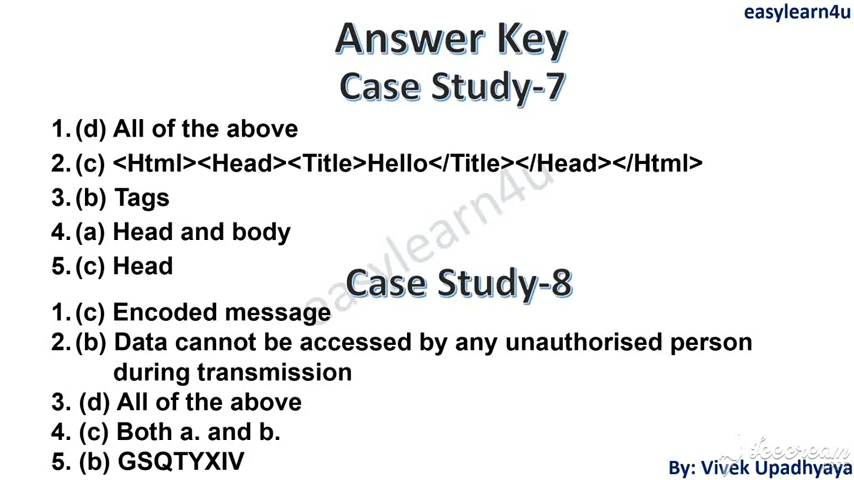 easylearn4u
Answer Key
Case Study-7
1. (d) All of the above
2. (c) <Html><Head><Title>Hello</Title></Head></Html>
3. (b) Tags
4. (a) Head and body
5. (c) Head
easylearn4u
Case Study-8
1. (c) Encoded message
2. (b) Data cannot be accessed by any unauthorised person
during transmission
3. (d) All of the above
4. (c) Both a. and b.
5. (b) GSQTYXIV
By: Vivek Upadhyaya